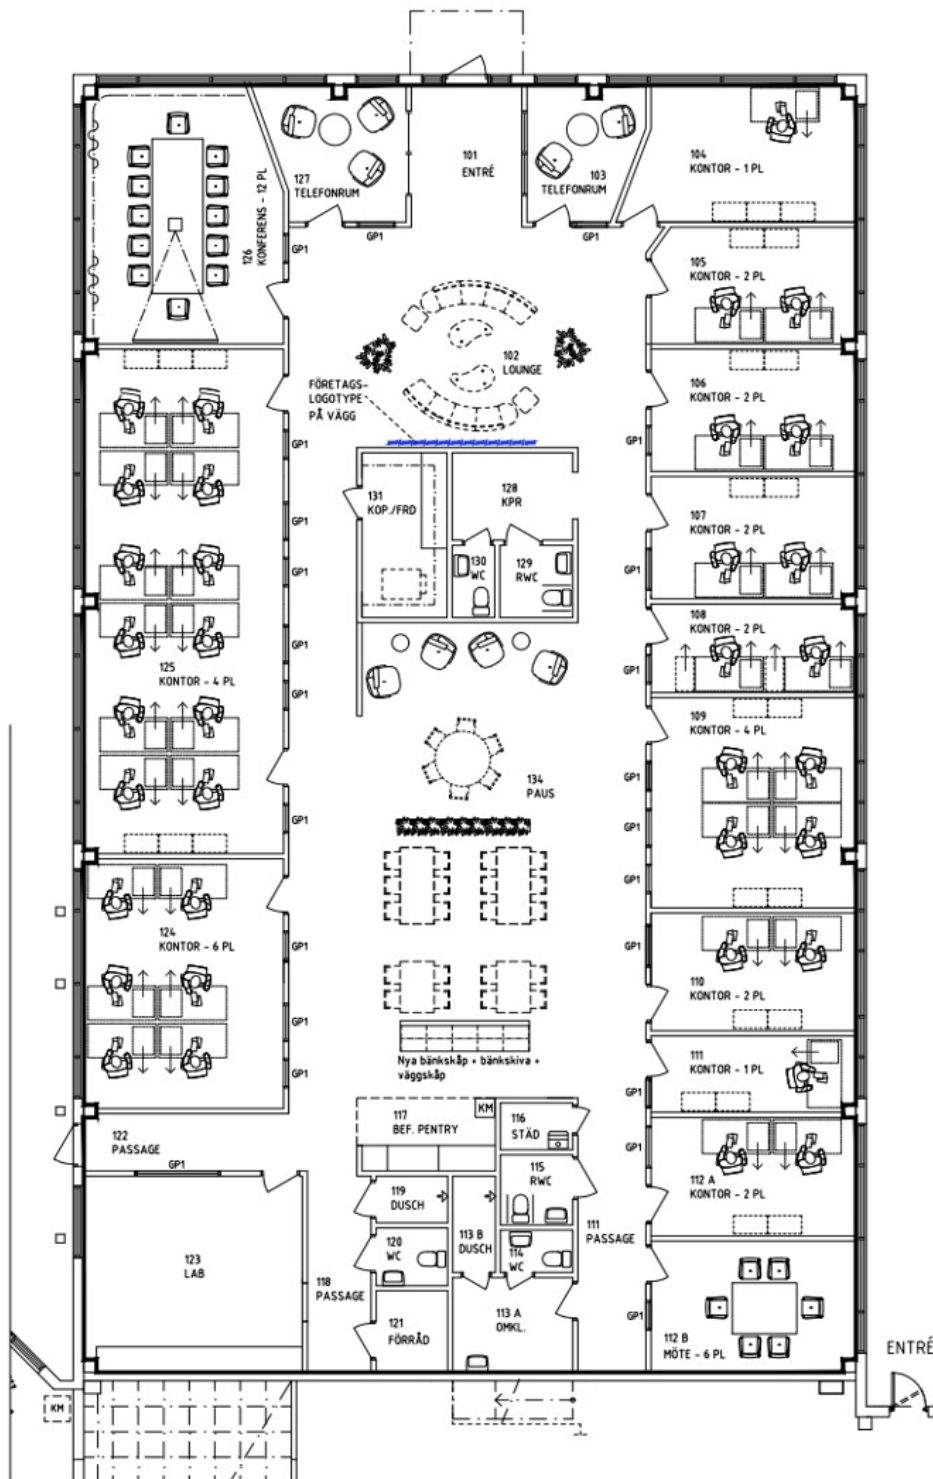 101
ENTRÉ
127
TELEFONRUM
103
TELEFONRUM
104
KONTOR - 1 PL
126
KONFERENS - 12 PL
GP1
GP1
GP1
105
KONTOR - 2 PL
102
LOUNGE
FÖRETAGS-
LOGOTYPE
PÅ VÄGG
106
KONTOR - 2 PL
GP1
GP1
131
KOP./FRD
128
KPR
107
KONTOR - 2 PL
GP1
130
WC
129
RWC
GP1
GP1
108
KONTOR - 2 PL
GP1
GP1
125
KONTOR - 4 PL
GP1
109
KONTOR - 4 PL
134
PAUS
GP1
GP1
GP1
GP1
124
KONTOR - 6 PL
GP1
GP1
110
KONTOR - 2 PL
GP1
GP1
Nya bänkskåp + bänkskiva +
väggskåp
111
KONTOR - 1 PL
GP1
117
BEF. PENTRY
KM
116
STÄD
122
PASSAGE
GP1
GP1
115
RWC
112 A
KONTOR - 2 PL
119
DUSCH
113 B
DUSCH
111
PASSAGE
120
WC
114
WC
123
LAB
118
PASSAGE
121
FÖRRÅD
113 A
OMKL.
GP1
112 B
MÖTE - 6 PL
ENTRÉ
KM